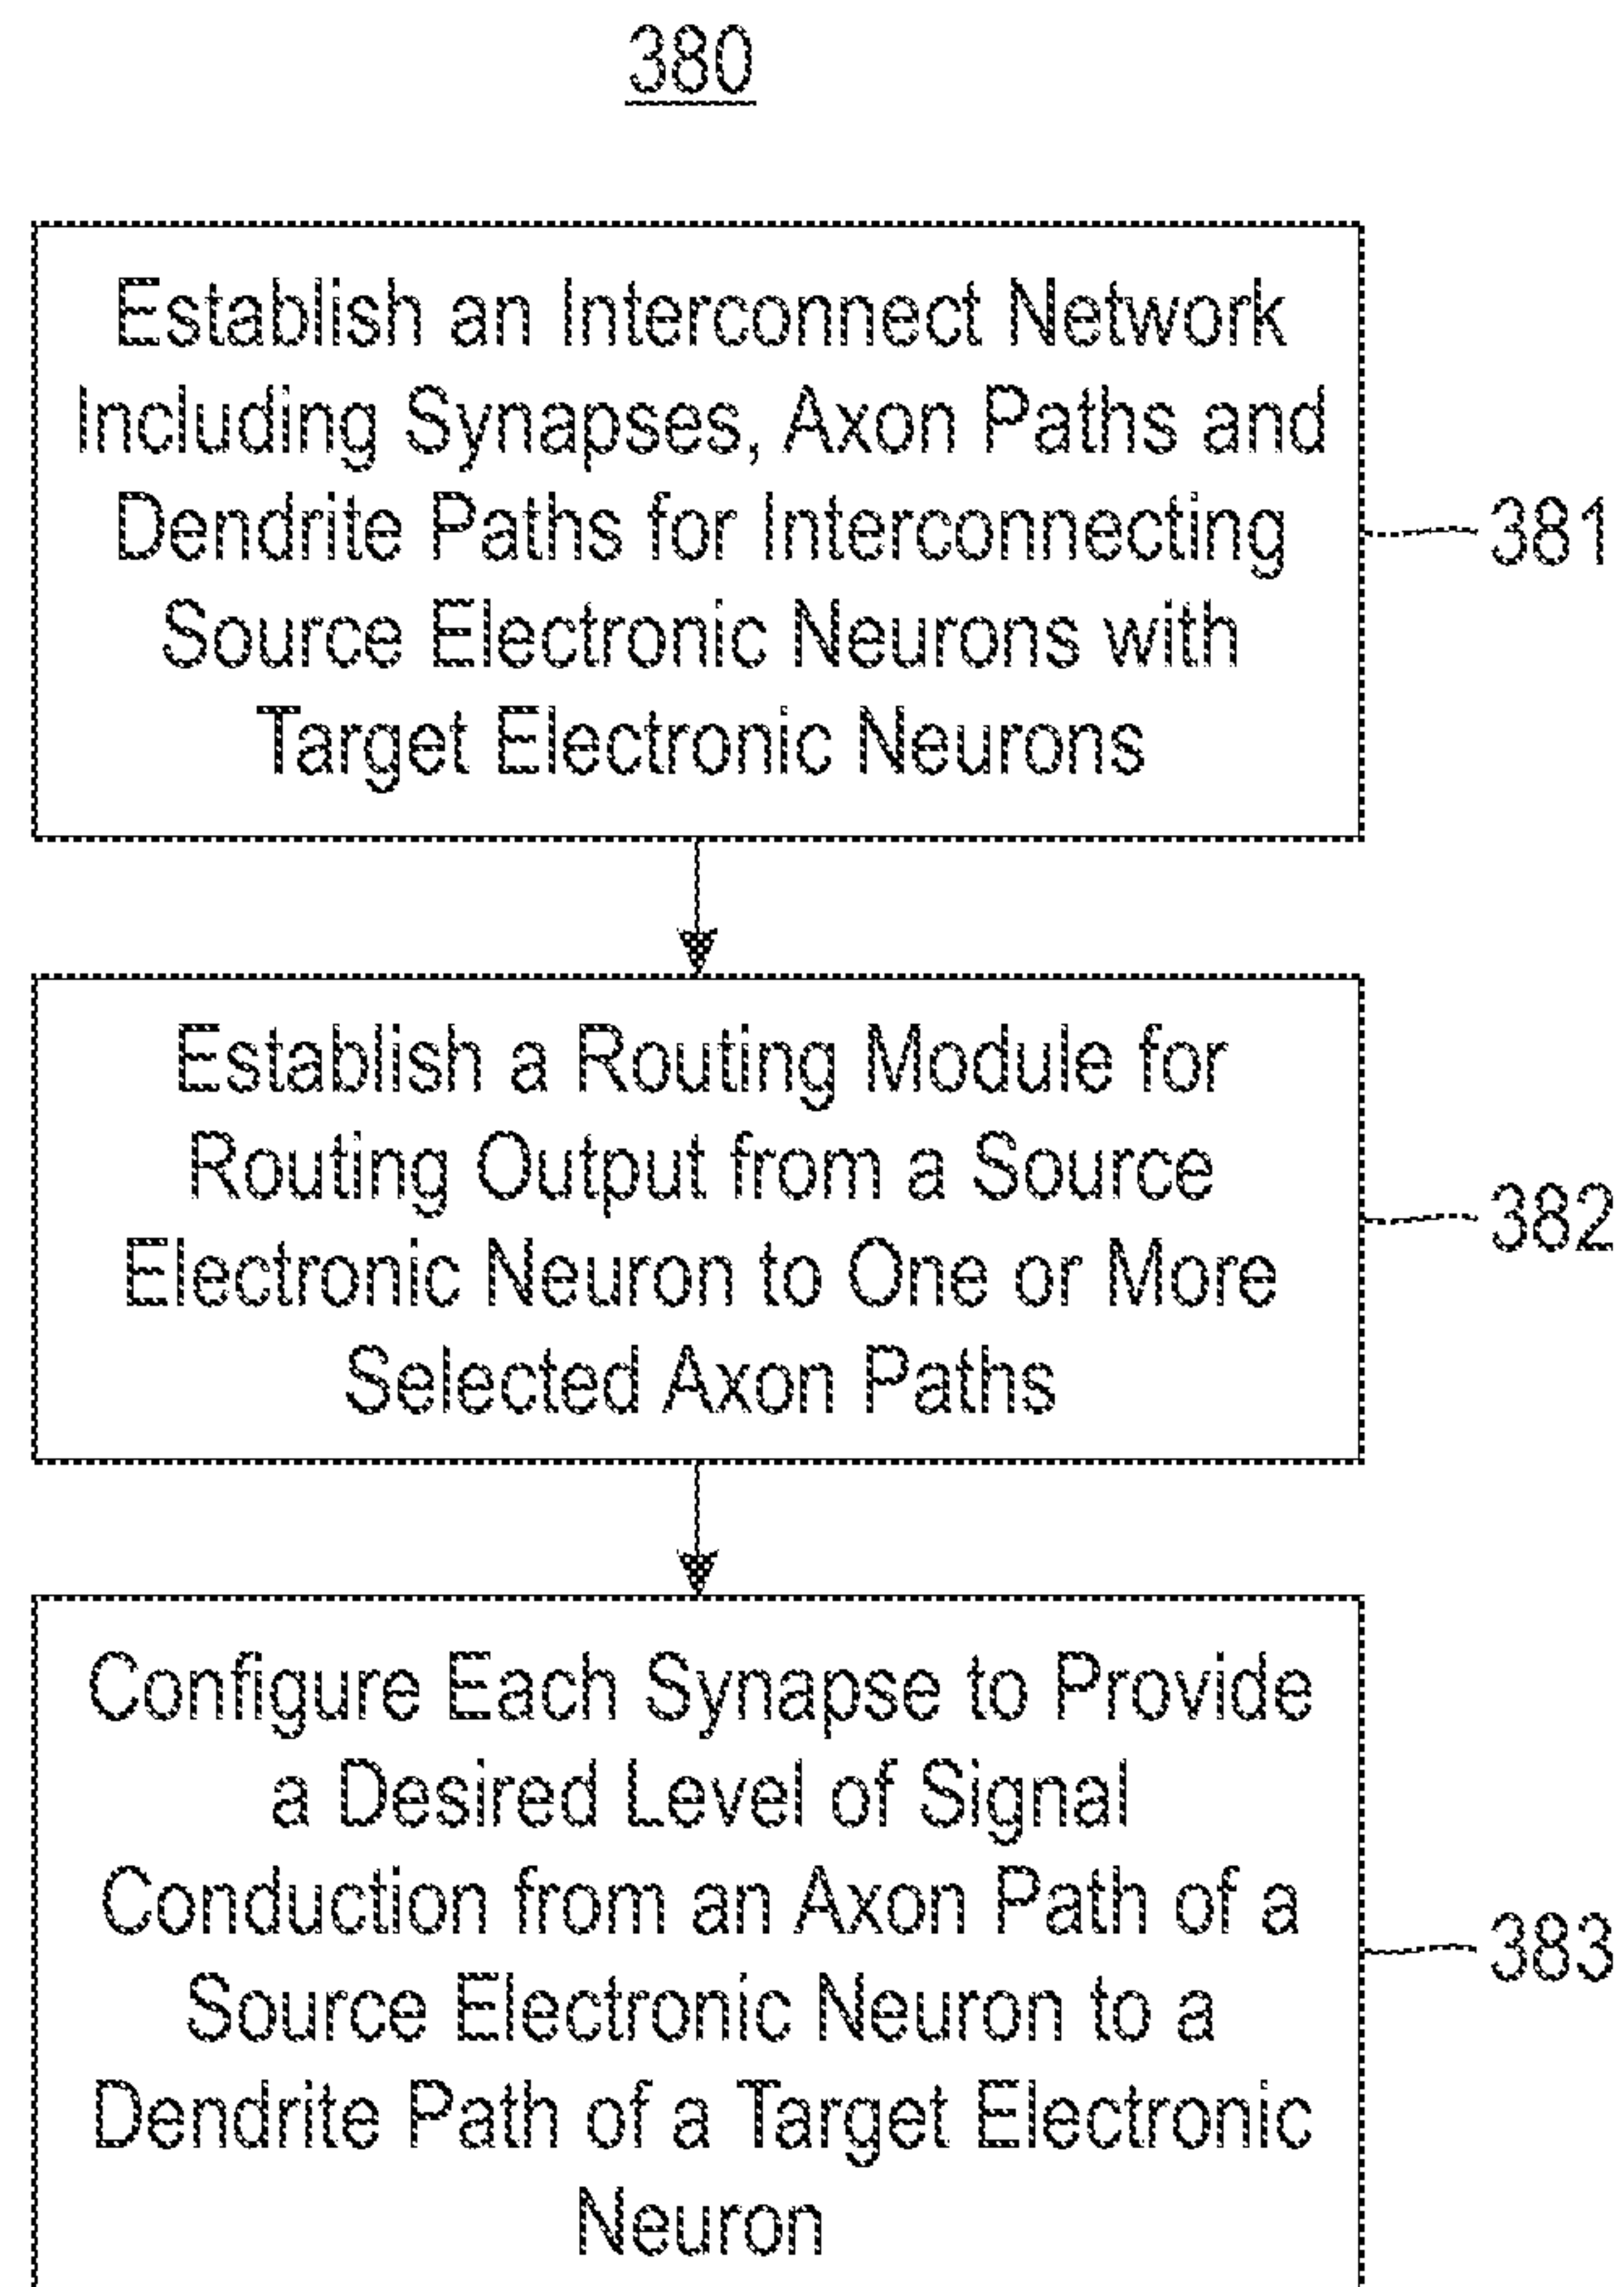 380
Establish an Interconnect Network
Including Synapses, Axon Paths and
Dendrite Paths for Interconnecting
Source Electronic Neurons with
Target Electronic Neurons
381
Establish a Routing Module for
Routing Output from a Source
Electronic Neuron to One or More
Selected Axon Paths
382
Configure Each Synapse to Provide
a Desired Level of Signal
Conduction from an Axon Path of a
Source Electronic Neuron to a
Dendrite Path of a Target Electronic
Neuron
383